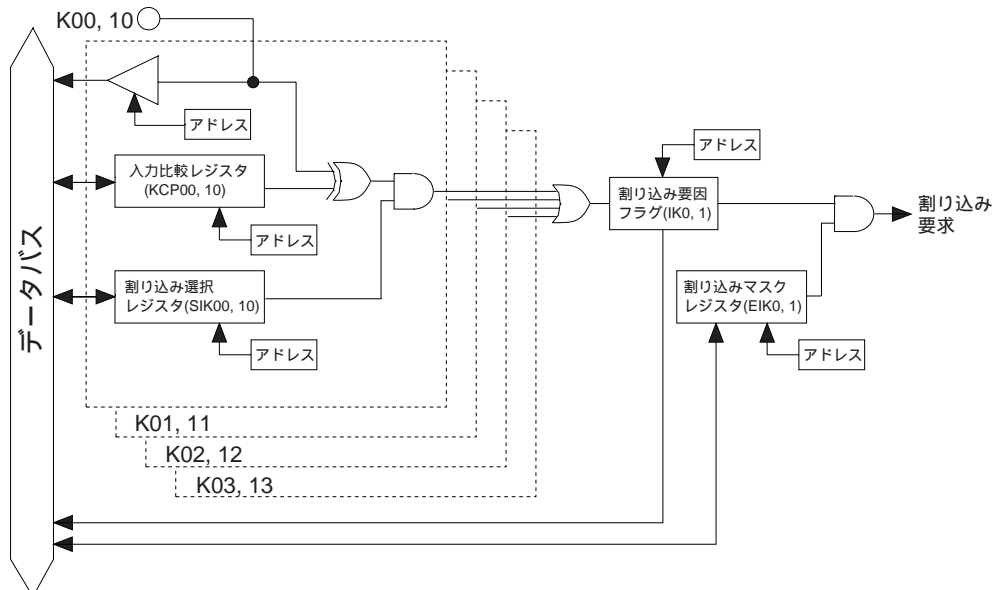 K00, 10
アドレス
入力比較レジスタ
(KCP00, 10)
アドレス
割り込み選択
レジスタ(SIK00, 10)
アドレス
データバス
K01, 11
K02, 12
K03, 13
アドレス
割り込み要因
フラグ(IK0, 1)
割り込みマスク
レジスタ(EIK0, 1)
アドレス
割り込み
要求